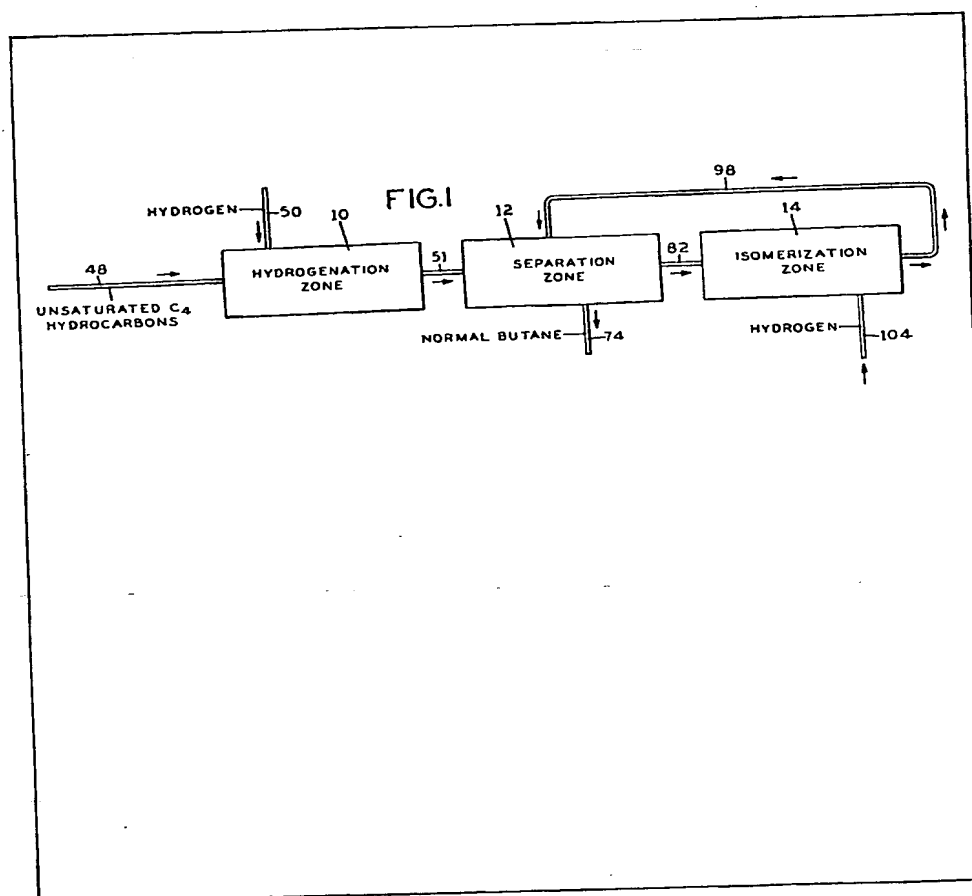 FIG.1
HYDROGEN
50
10
48
UNSATURATED C4
HYDROCARBONS
HYDROGENATION
ZONE
51
12
SEPARATION
ZONE
NORMAL BUTANE
74
82
98
14
ISOMERIZATION
ZONE
HYDROGEN
104